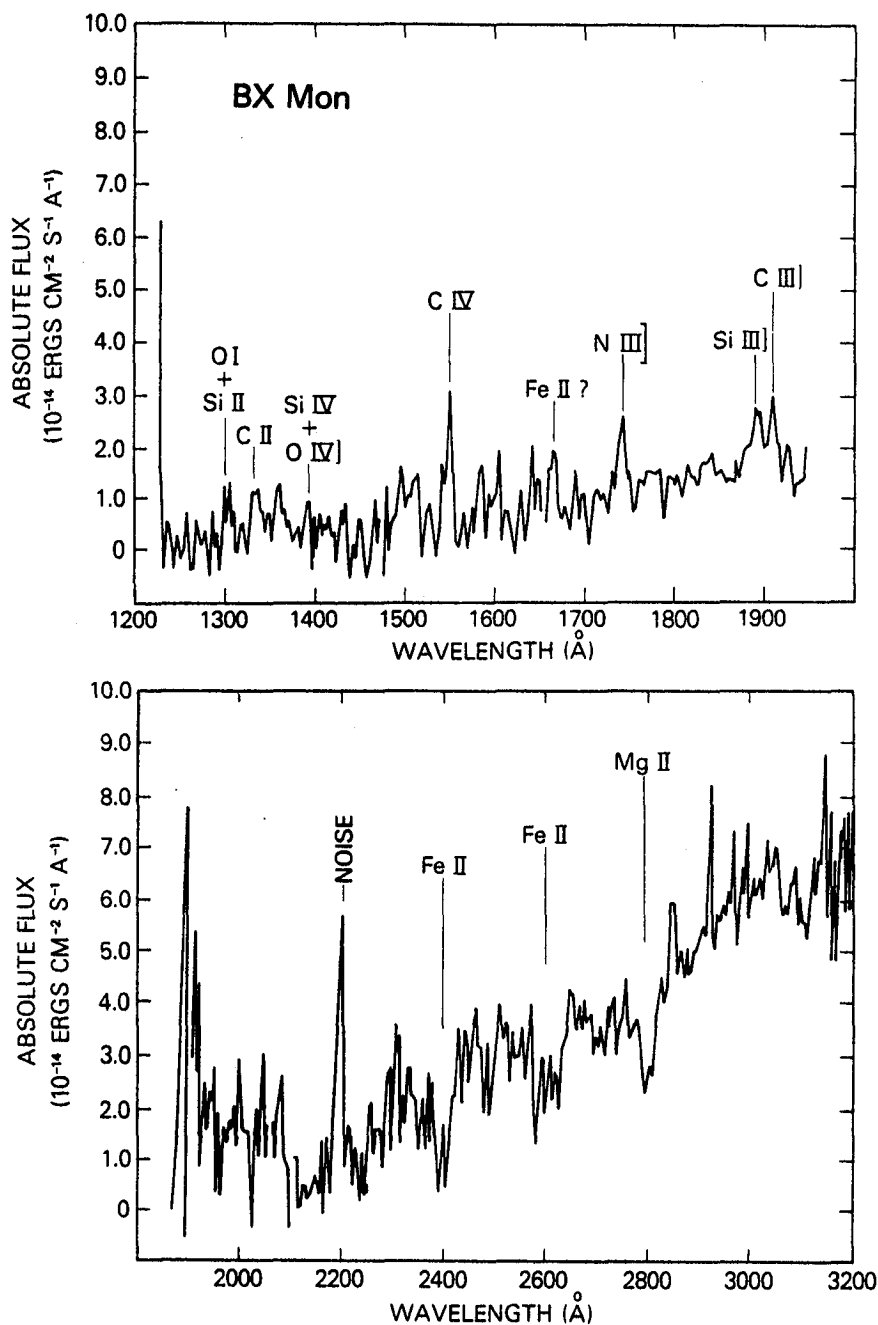 10.0
9.0
8.0
7.0
6.0
5.0
4.0
3.0
2.0
1.0
0
ABSOLUTE FLUX
(10⁻¹⁴ ERGS CM⁻² S⁻¹ A⁻¹)
BX Mon
O I
+
Si II
C II
Si IV
+
O IV]
C IV
Fe II ?
N III]
Si III]
C III]
1200 1300 1400 1500 1600 1700 1800 1900
WAVELENGTH (Å)
10.0
9.0
8.0
7.0
6.0
5.0
4.0
3.0
2.0
1.0
0
ABSOLUTE FLUX
(10⁻¹⁴ ERGS CM⁻² S⁻¹ A⁻¹)
NOISE
Fe II
Fe II
Mg II
2000 2200 2400 2600 2800 3000 3200
WAVELENGTH (Å)